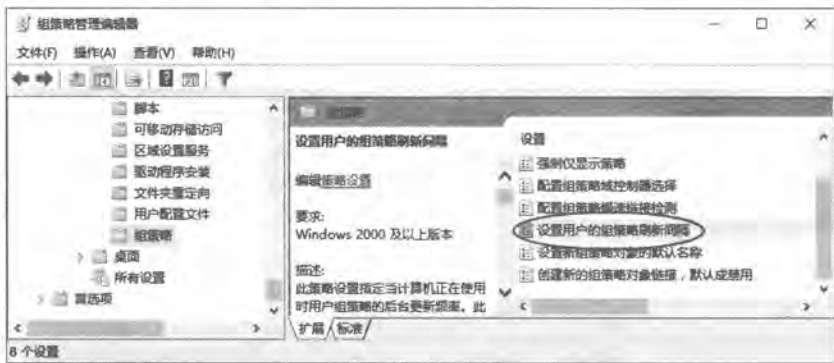 组策略管理编辑器
文件(F) 操作(A) 查看(V) 帮助(H)
脚本
可移动存储访问
区域设置服务
驱动程序安装
文件夹重定向
用户配置文件
组策略
桌面
所有设置
首选项
设置用户的组策略刷新间隔
编辑策略设置
要求:
Windows 2000 及以上版本
描述:
此策略设置指定当计算机正在使用
时用户组策略的后台更新频率。此
设置
强制仅显示策略
配置组策略域控制器选择
配置组策略慢速链接检测
设置用户的组策略刷新间隔
设置新组策略对象的默认名称
创建新的组策略对象链接，默认成禁用
扩展 标准
8 个设置